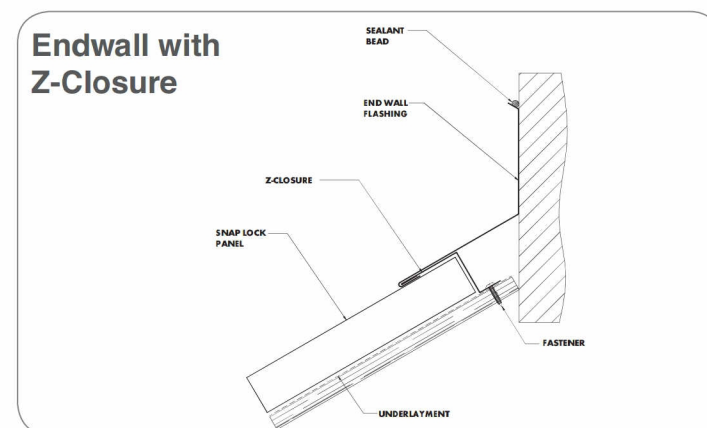 Endwall with
Z-Closure
SEALANT
BEAD
END WALL
FLASHING
Z-CLOSURE
SNAP LOCK
PANEL
FASTENER
UNDERLAYMENT